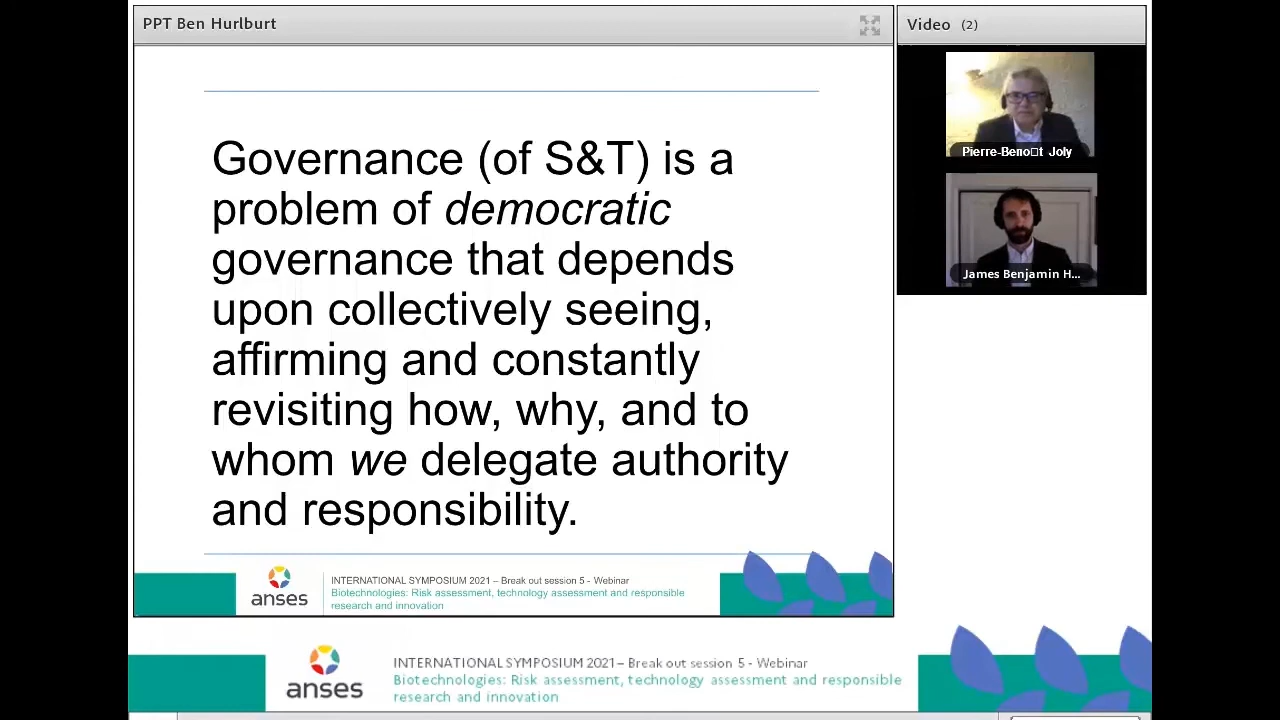 PPT Ben Hurlburt
Video (2)
Governance (of S&T) is a
problem of democratic
governance that depends
upon collectively seeing,
affirming and constantly
revisiting how, why, and to
whom we delegate authority
and responsibility.
Pierre-Beno□t Joly
James Benjamin H...
anses
INTERNATIONAL SYMPOSIUM 2021 – Break out session 5 - Webinar
Biotechnologies: Risk assessment, technology assessment and responsible
research and innovation
anses
INTERNATIONAL SYMPOSIUM 2021 – Break out session 5 - Webinar
Biotechnologies: Risk assessment, technology assessment and responsible
research and innovation